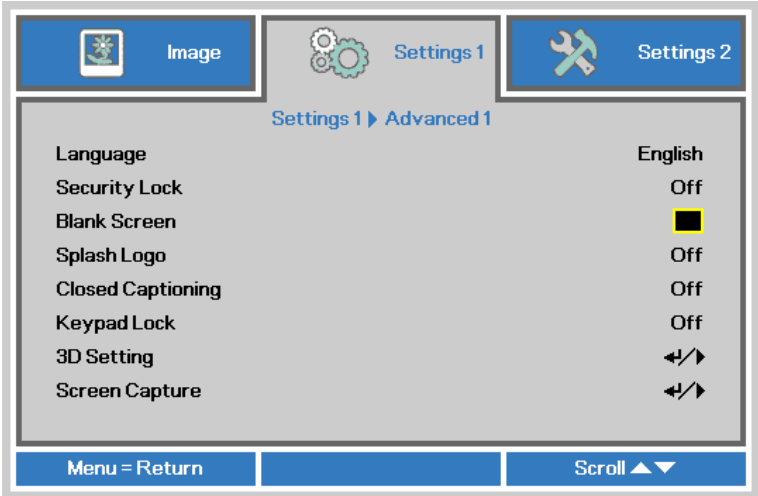 Image
Settings 1
Settings 2
Settings 1 ▶ Advanced 1
Language English
Security Lock Off
Blank Screen
Splash Logo Off
Closed Captioning Off
Keypad Lock Off
3D Setting ↵/▶
Screen Capture ↵/▶
Menu = Return
Scroll ▲▼